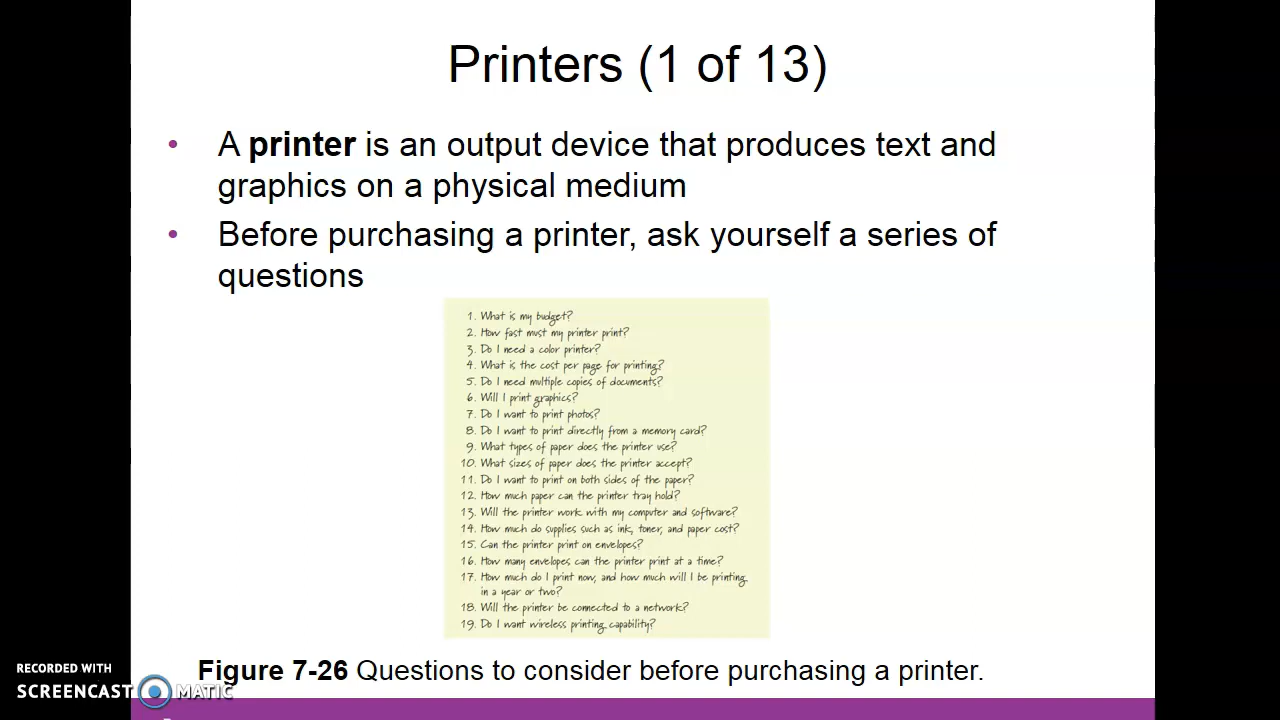 Printers (1 of 13)
• A printer is an output device that produces text and
graphics on a physical medium
• Before purchasing a printer, ask yourself a series of
questions
1. What is my budget?
2. How fast must my printer print?
3. Do I need a color printer?
4. What is the cost per page for printing?
5. Do I need multiple copies of documents?
6. Will I print graphics?
7. Do I want to print photos?
8. Do I want to print directly from a memory card?
9. What types of paper does the printer use?
10. What sizes of paper does the printer accept?
11. Do I want to print on both sides of the paper?
12. How much paper can the printer tray hold?
13. Will the printer work with my computer and software?
14. How much do supplies such as ink, toner, and paper cost?
15. Can the printer print on envelopes?
16. How many envelopes can the printer print at a time?
17. How much do I print now, and how much will I be printing
in a year or two?
18. Will the printer be connected to a network?
19. Do I want wireless printing capability?
Figure 7-26 Questions to consider before purchasing a printer.
RECORDED WITH
SCREENCAST MATIC